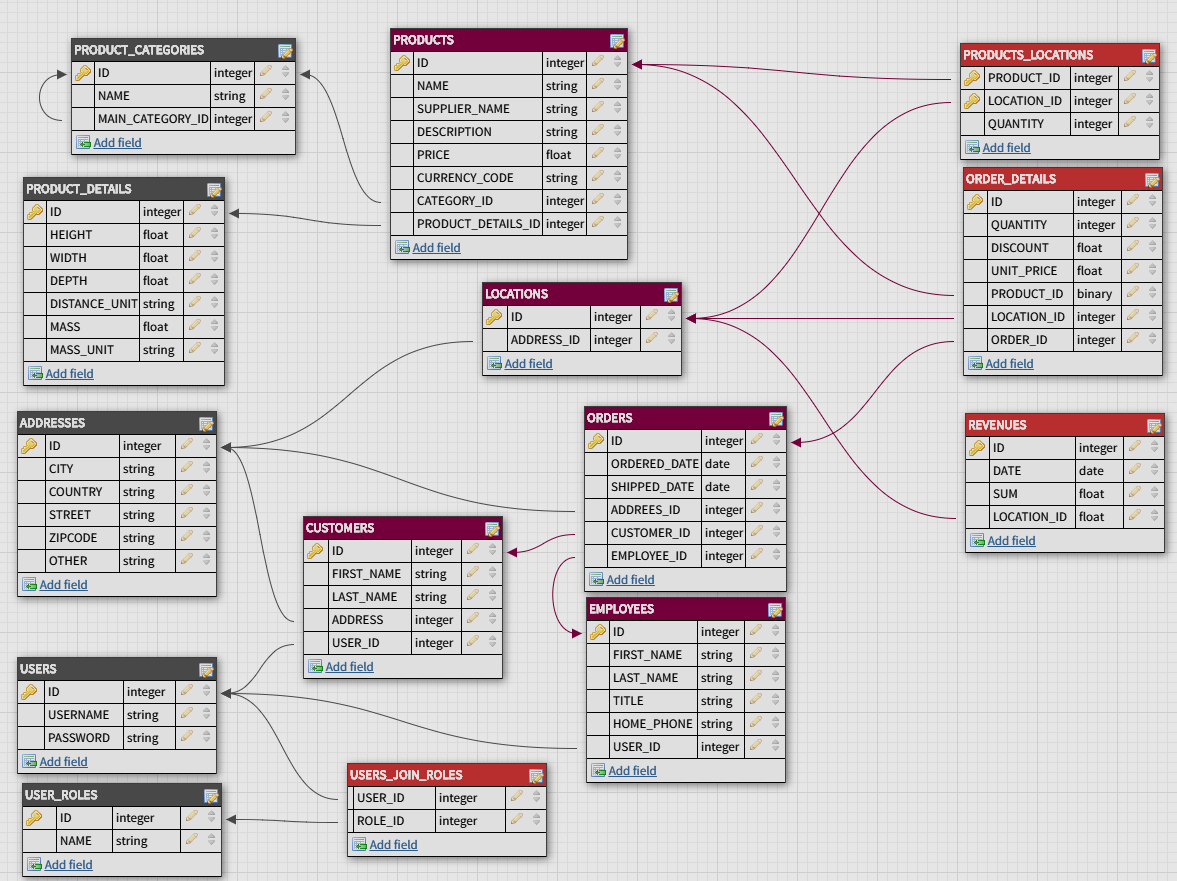 PRODUCT_CATEGORIES
ID integer
NAME string
MAIN_CATEGORY_ID integer
Add field
PRODUCTS
ID integer
NAME string
SUPPLIER_NAME string
DESCRIPTION string
PRICE float
CURRENCY_CODE string
CATEGORY_ID integer
PRODUCT_DETAILS_ID integer
Add field
PRODUCTS_LOCATIONS
PRODUCT_ID integer
LOCATION_ID integer
QUANTITY integer
Add field
PRODUCT_DETAILS
ID integer
HEIGHT float
WIDTH float
DEPTH float
DISTANCE_UNIT string
MASS float
MASS_UNIT string
Add field
ORDER_DETAILS
ID integer
QUANTITY integer
DISCOUNT float
UNIT_PRICE float
PRODUCT_ID binary
LOCATION_ID integer
ORDER_ID integer
Add field
LOCATIONS
ID integer
ADDRESS_ID integer
Add field
ADDRESSES
ID integer
CITY string
COUNTRY string
STREET string
ZIPCODE string
OTHER string
Add field
ORDERS
ID integer
ORDERED_DATE date
SHIPPED_DATE date
ADDREES_ID integer
CUSTOMER_ID integer
EMPLOYEE_ID integer
Add field
REVENUES
ID integer
DATE date
SUM float
LOCATION_ID float
Add field
CUSTOMERS
ID integer
FIRST_NAME string
LAST_NAME string
ADDRESS integer
USER_ID integer
Add field
EMPLOYEES
ID integer
FIRST_NAME string
LAST_NAME string
TITLE string
HOME_PHONE string
USER_ID integer
Add field
USERS
ID integer
USERNAME string
PASSWORD string
Add field
USERS_JOIN_ROLES
USER_ID integer
ROLE_ID integer
Add field
USER_ROLES
ID integer
NAME string
Add field